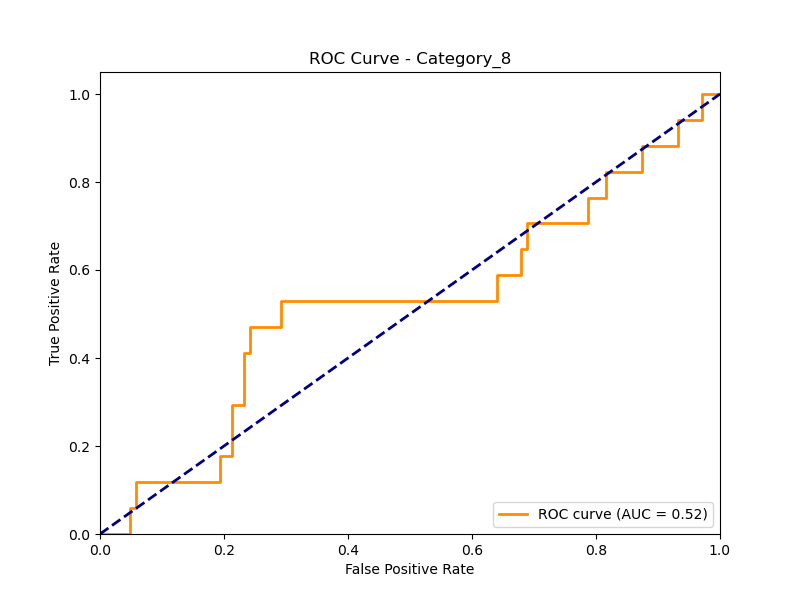 ROC Curve - Category_8
True Positive Rate
1.0
0.8
0.6
0.4
0.2
0.0
0.0 0.2 0.4 0.6 0.8 1.0
False Positive Rate
ROC curve (AUC = 0.52)